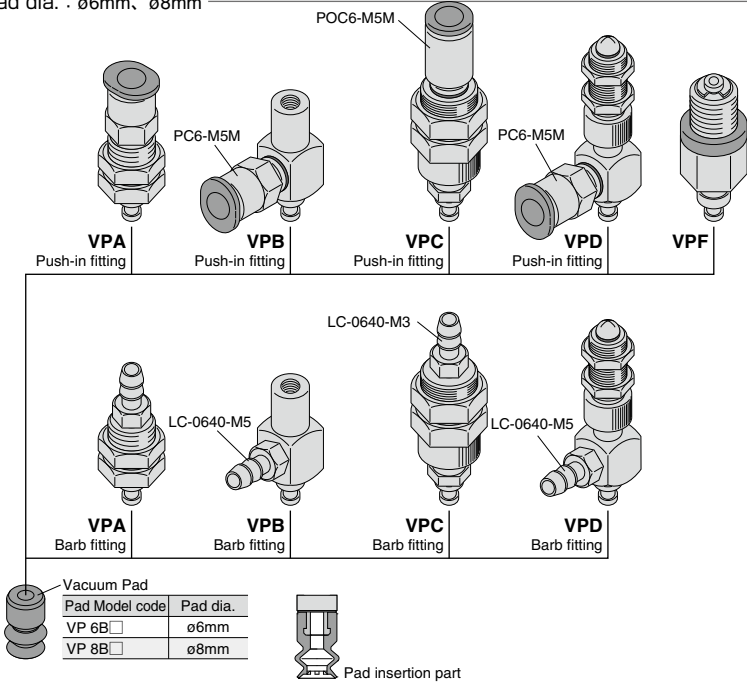 ad dia. : ø6mm、ø8mm
POC6-M5M
PC6-M5M
PC6-M5M
VPA
Push-in fitting
VPB
Push-in fitting
VPC
Push-in fitting
VPD
Push-in fitting
VPF
LC-0640-M3
LC-0640-M5
LC-0640-M5
VPA
Barb fitting
VPB
Barb fitting
VPC
Barb fitting
VPD
Barb fitting
Vacuum Pad
Pad Model code Pad dia.
VP 6B□ ø6mm
VP 8B□ ø8mm
Pad insertion part